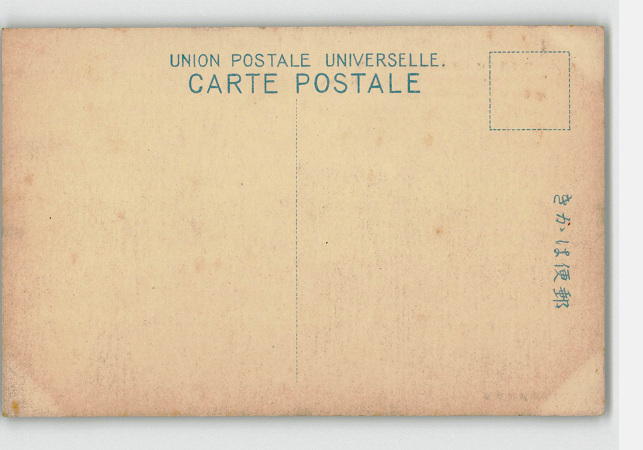 UNION POSTALE UNIVERSELLE.
CARTE POSTALE
郵便はかき